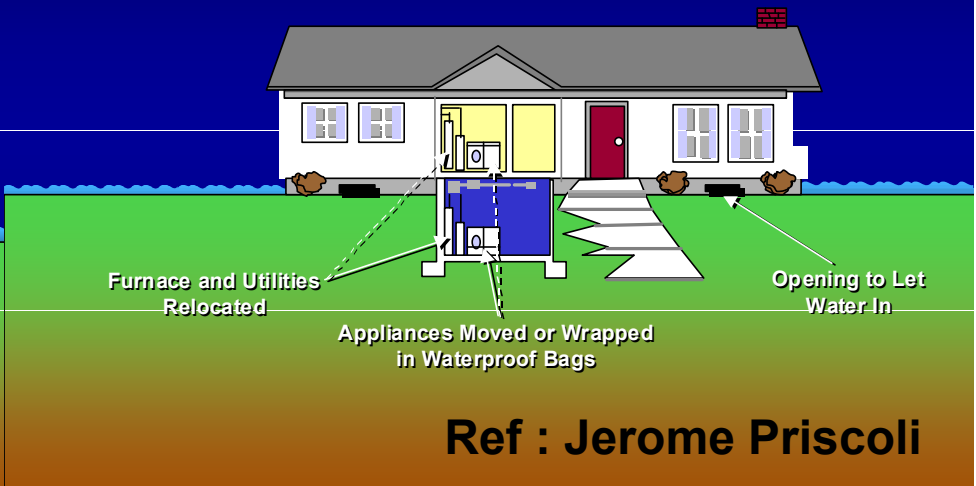 Furnace and Utilities
Relocated
Opening to Let
Water In
Appliances Moved or Wrapped
in Waterproof Bags
Ref : Jerome Priscoli